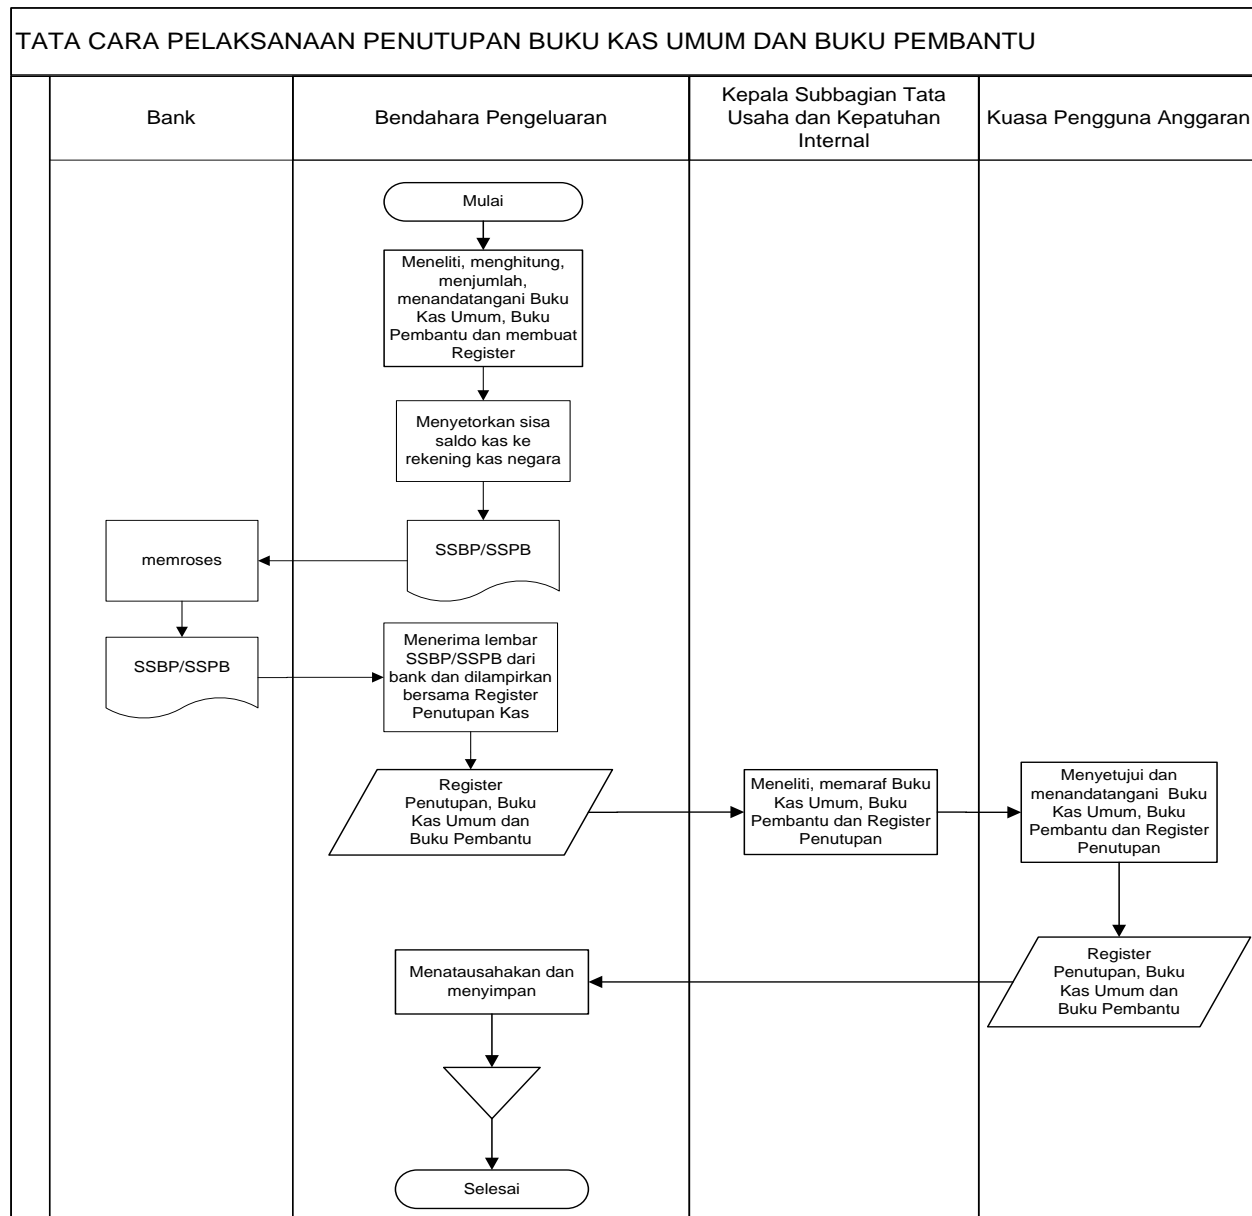 TATA CARA PELAKSANAAN PENUTUPAN BUKU KAS UMUM DAN BUKU PEMBANTU
Bank
Bendahara Pengeluaran
Kepala Subbagian Tata
Usaha dan Kepatuhan
Internal
Kuasa Pengguna Anggaran
Mulai
Meneliti, menghitung,
menjumlah,
menandatangani Buku
Kas Umum, Buku
Pembantu dan membuat
Register
Menyetorkan sisa
saldo kas ke
rekening kas negara
SSBP/SSPB
memroses
SSBP/SSPB
Menerima lembar
SSBP/SSPB dari
bank dan dilampirkan
bersama Register
Penutupan Kas
Register
Penutupan, Buku
Kas Umum dan
Buku Pembantu
Meneliti, memaraf Buku
Kas Umum, Buku
Pembantu dan Register
Penutupan
Menyetujui dan
menandatangani Buku
Kas Umum, Buku
Pembantu dan Register
Penutupan
Register
Penutupan, Buku
Kas Umum dan
Buku Pembantu
Menatausahakan dan
menyimpan
Selesai